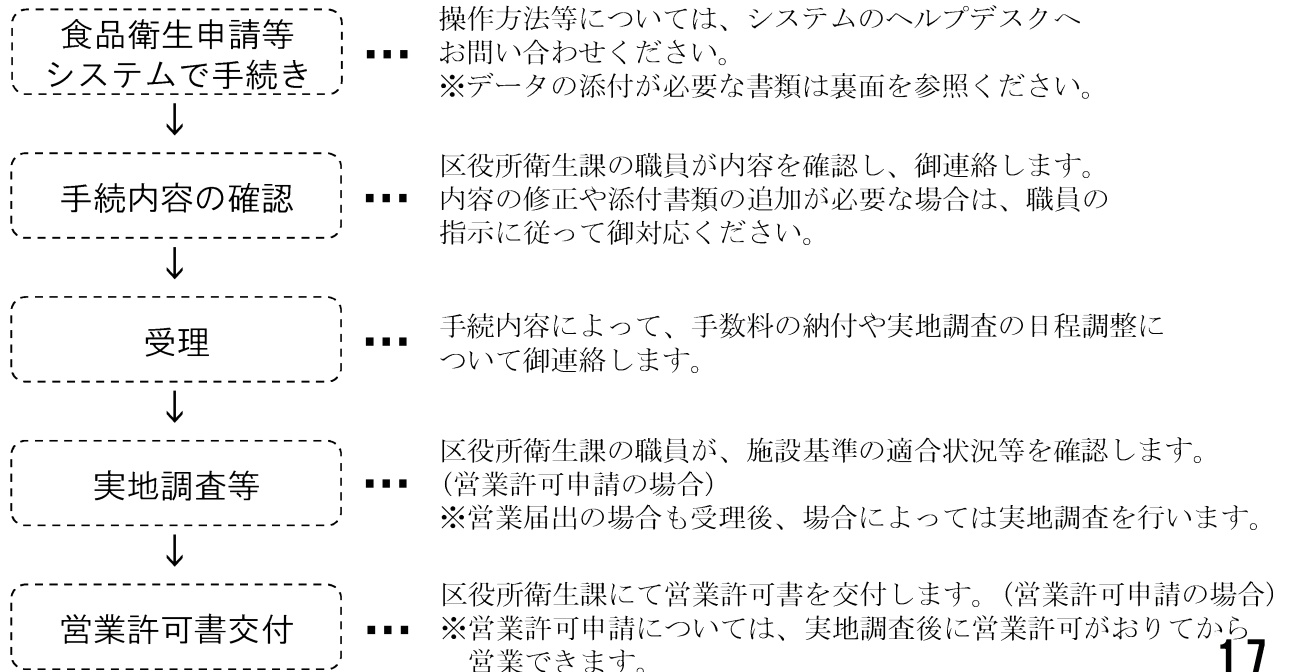 食品衛生申請等
システムで手続き
操作方法等については、システムのヘルプデスクへ
お問い合わせください。
※データの添付が必要な書類は裏面を参照ください。
↓
手続内容の確認
区役所衛生課の職員が内容を確認し、御連絡します。
内容の修正や添付書類の追加が必要な場合は、職員の
指示に従って御対応ください。
↓
受理
手続内容によって、手数料の納付や実地調査の日程調整に
ついて御連絡します。
↓
実地調査等
区役所衛生課の職員が、施設基準の適合状況等を確認します。
(営業許可申請の場合)
※営業届出の場合も受理後、場合によっては実地調査を行います。
↓
営業許可書交付
区役所衛生課にて営業許可書を交付します。(営業許可申請の場合)
※営業許可申請については、実地調査後に営業許可がおりてから
営業できます。
17